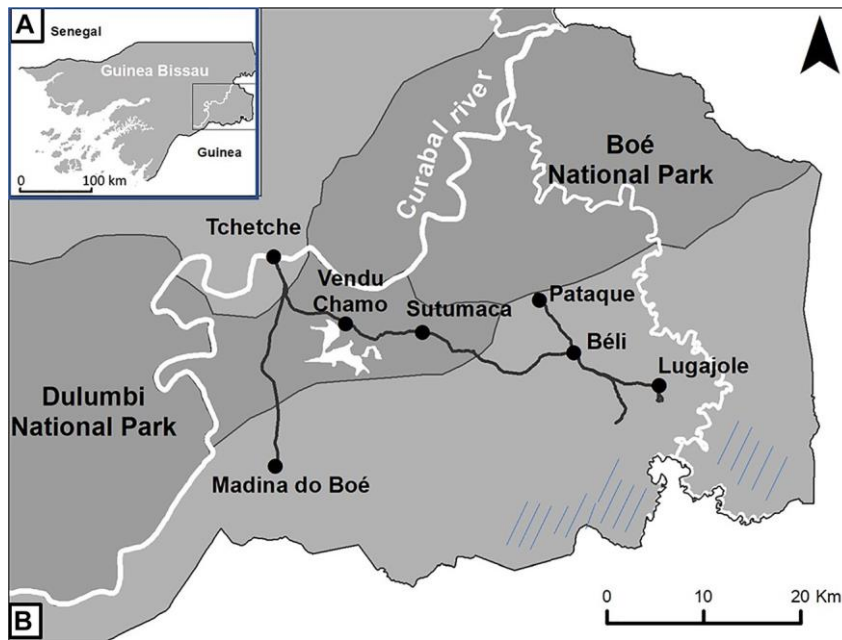 A
Senegal
Guinea Bissau
Guinea
0 100 km
Curabal river
Boé
National Park
Tchetche
Vendu
Chamo
Sutumaca
Pataque
Béli
Lugajole
Dulumbi
National Park
Madina do Boé
0 10 20 Km
B